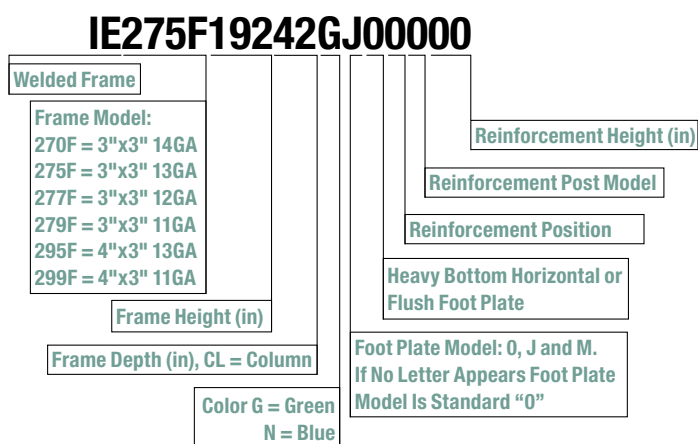 IE275F19242GJ00000
Welded Frame
Frame Model:
270F = 3"x3" 14GA
275F = 3"x3" 13GA
277F = 3"x3" 12GA
279F = 3"x3" 11GA
295F = 4"x3" 13GA
299F = 4"x3" 11GA
Frame Height (in)
Frame Depth (in), CL = Column
Color G = Green
N = Blue
Reinforcement Height (in)
Reinforcement Post Model
Reinforcement Position
Heavy Bottom Horizontal or
Flush Foot Plate
Foot Plate Model: 0, J and M.
If No Letter Appears Foot Plate
Model Is Standard “0”